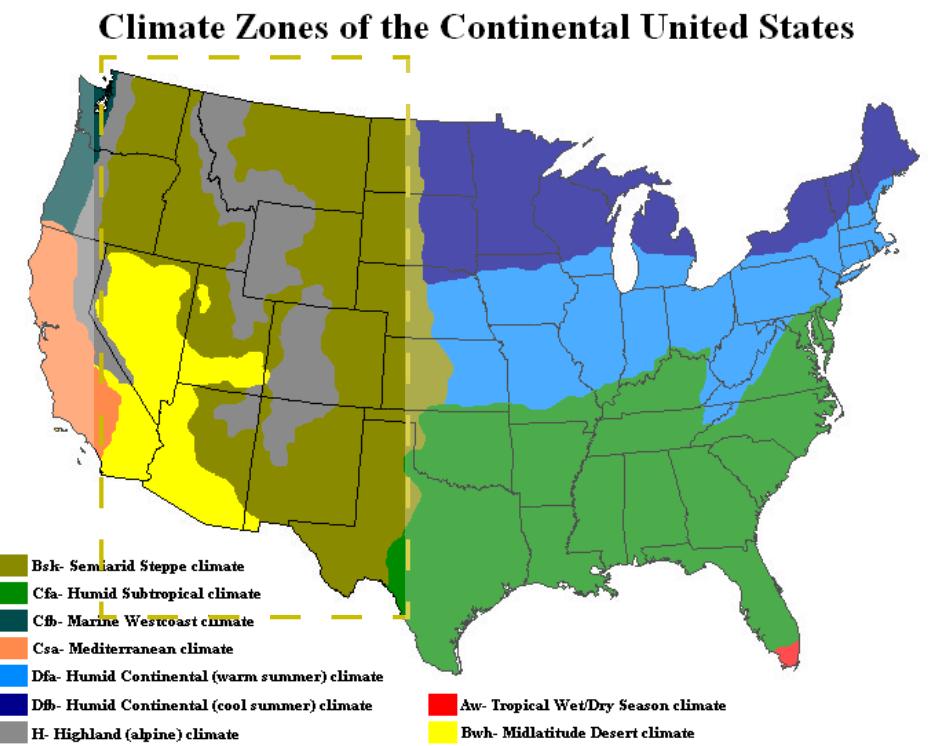 Climate Zones of the Continental United States
Bsk- Semiarid Steppe climate
Cfa- Humid Subtropical climate
Cfb- Marine Westcoast climate
Csa- Mediterranean climate
Dfa- Humid Continental (warm summer) climate
Dfb- Humid Continental (cool summer) climate
H- Highland (alpine) climate
Aw- Tropical Wet/Dry Season climate
Bwh- Midlatitude Desert climate